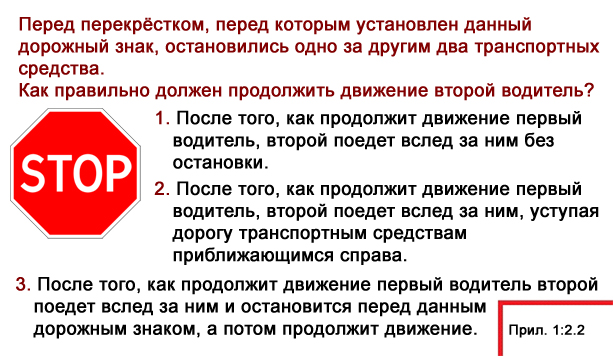 Перед перекрёстком, перед которым установлен данный
дорожный знак, остановились одно за другим два транспортных
средства.
Как правильно должен продолжить движение второй водитель?
STOP
1. После того, как продолжит движение первый
водитель, второй поедет вслед за ним без
остановки.
2. После того, как продолжит движение первый
водитель, второй поедет вслед за ним, уступая
дорогу транспортным средствам
приближающимся справа.
3. После того, как продолжит движение первый водитель второй
поедет вслед за ним и остановится перед данным
дорожным знаком, а потом продолжит движение.
Прил. 1:2.2